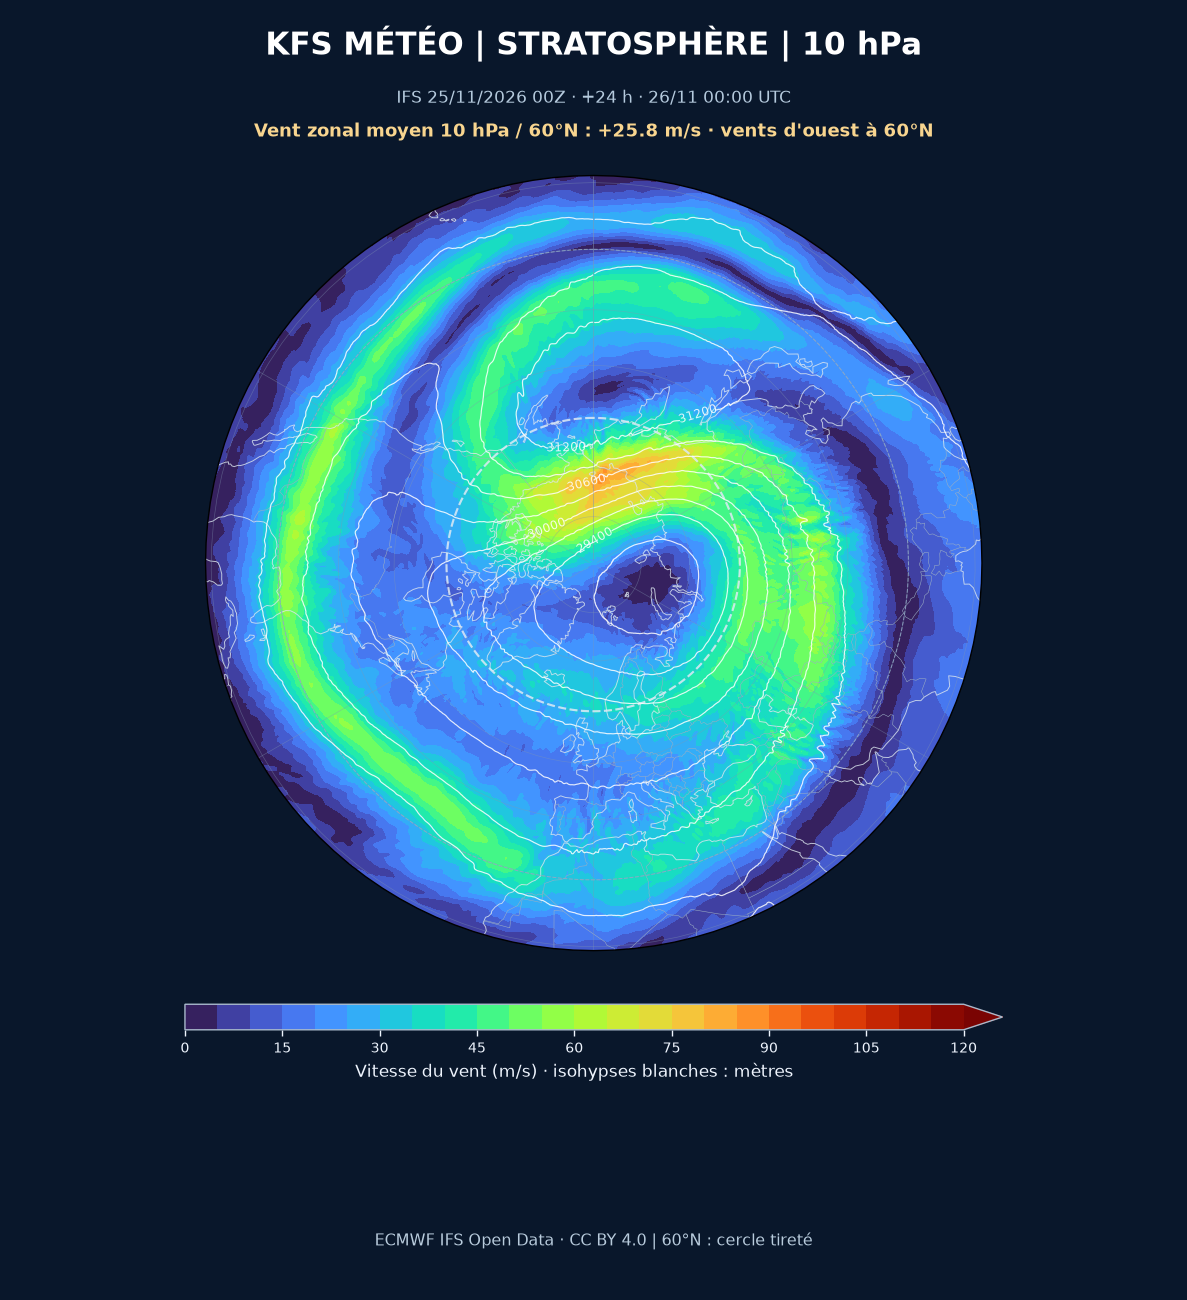 KFS MÉTÉO | STRATOSPHÈRE | 10 hPa
IFS 25/11/2026 00Z · +24 h · 26/11 00:00 UTC
Vent zonal moyen 10 hPa / 60°N : +25.8 m/s · vents d'ouest à 60°N
31200
31200
30600
30000
29400
0 15 30 45 60 75 90 105 120
Vitesse du vent (m/s) · isohypses blanches : mètres
ECMWF IFS Open Data · CC BY 4.0 | 60°N : cercle tireté